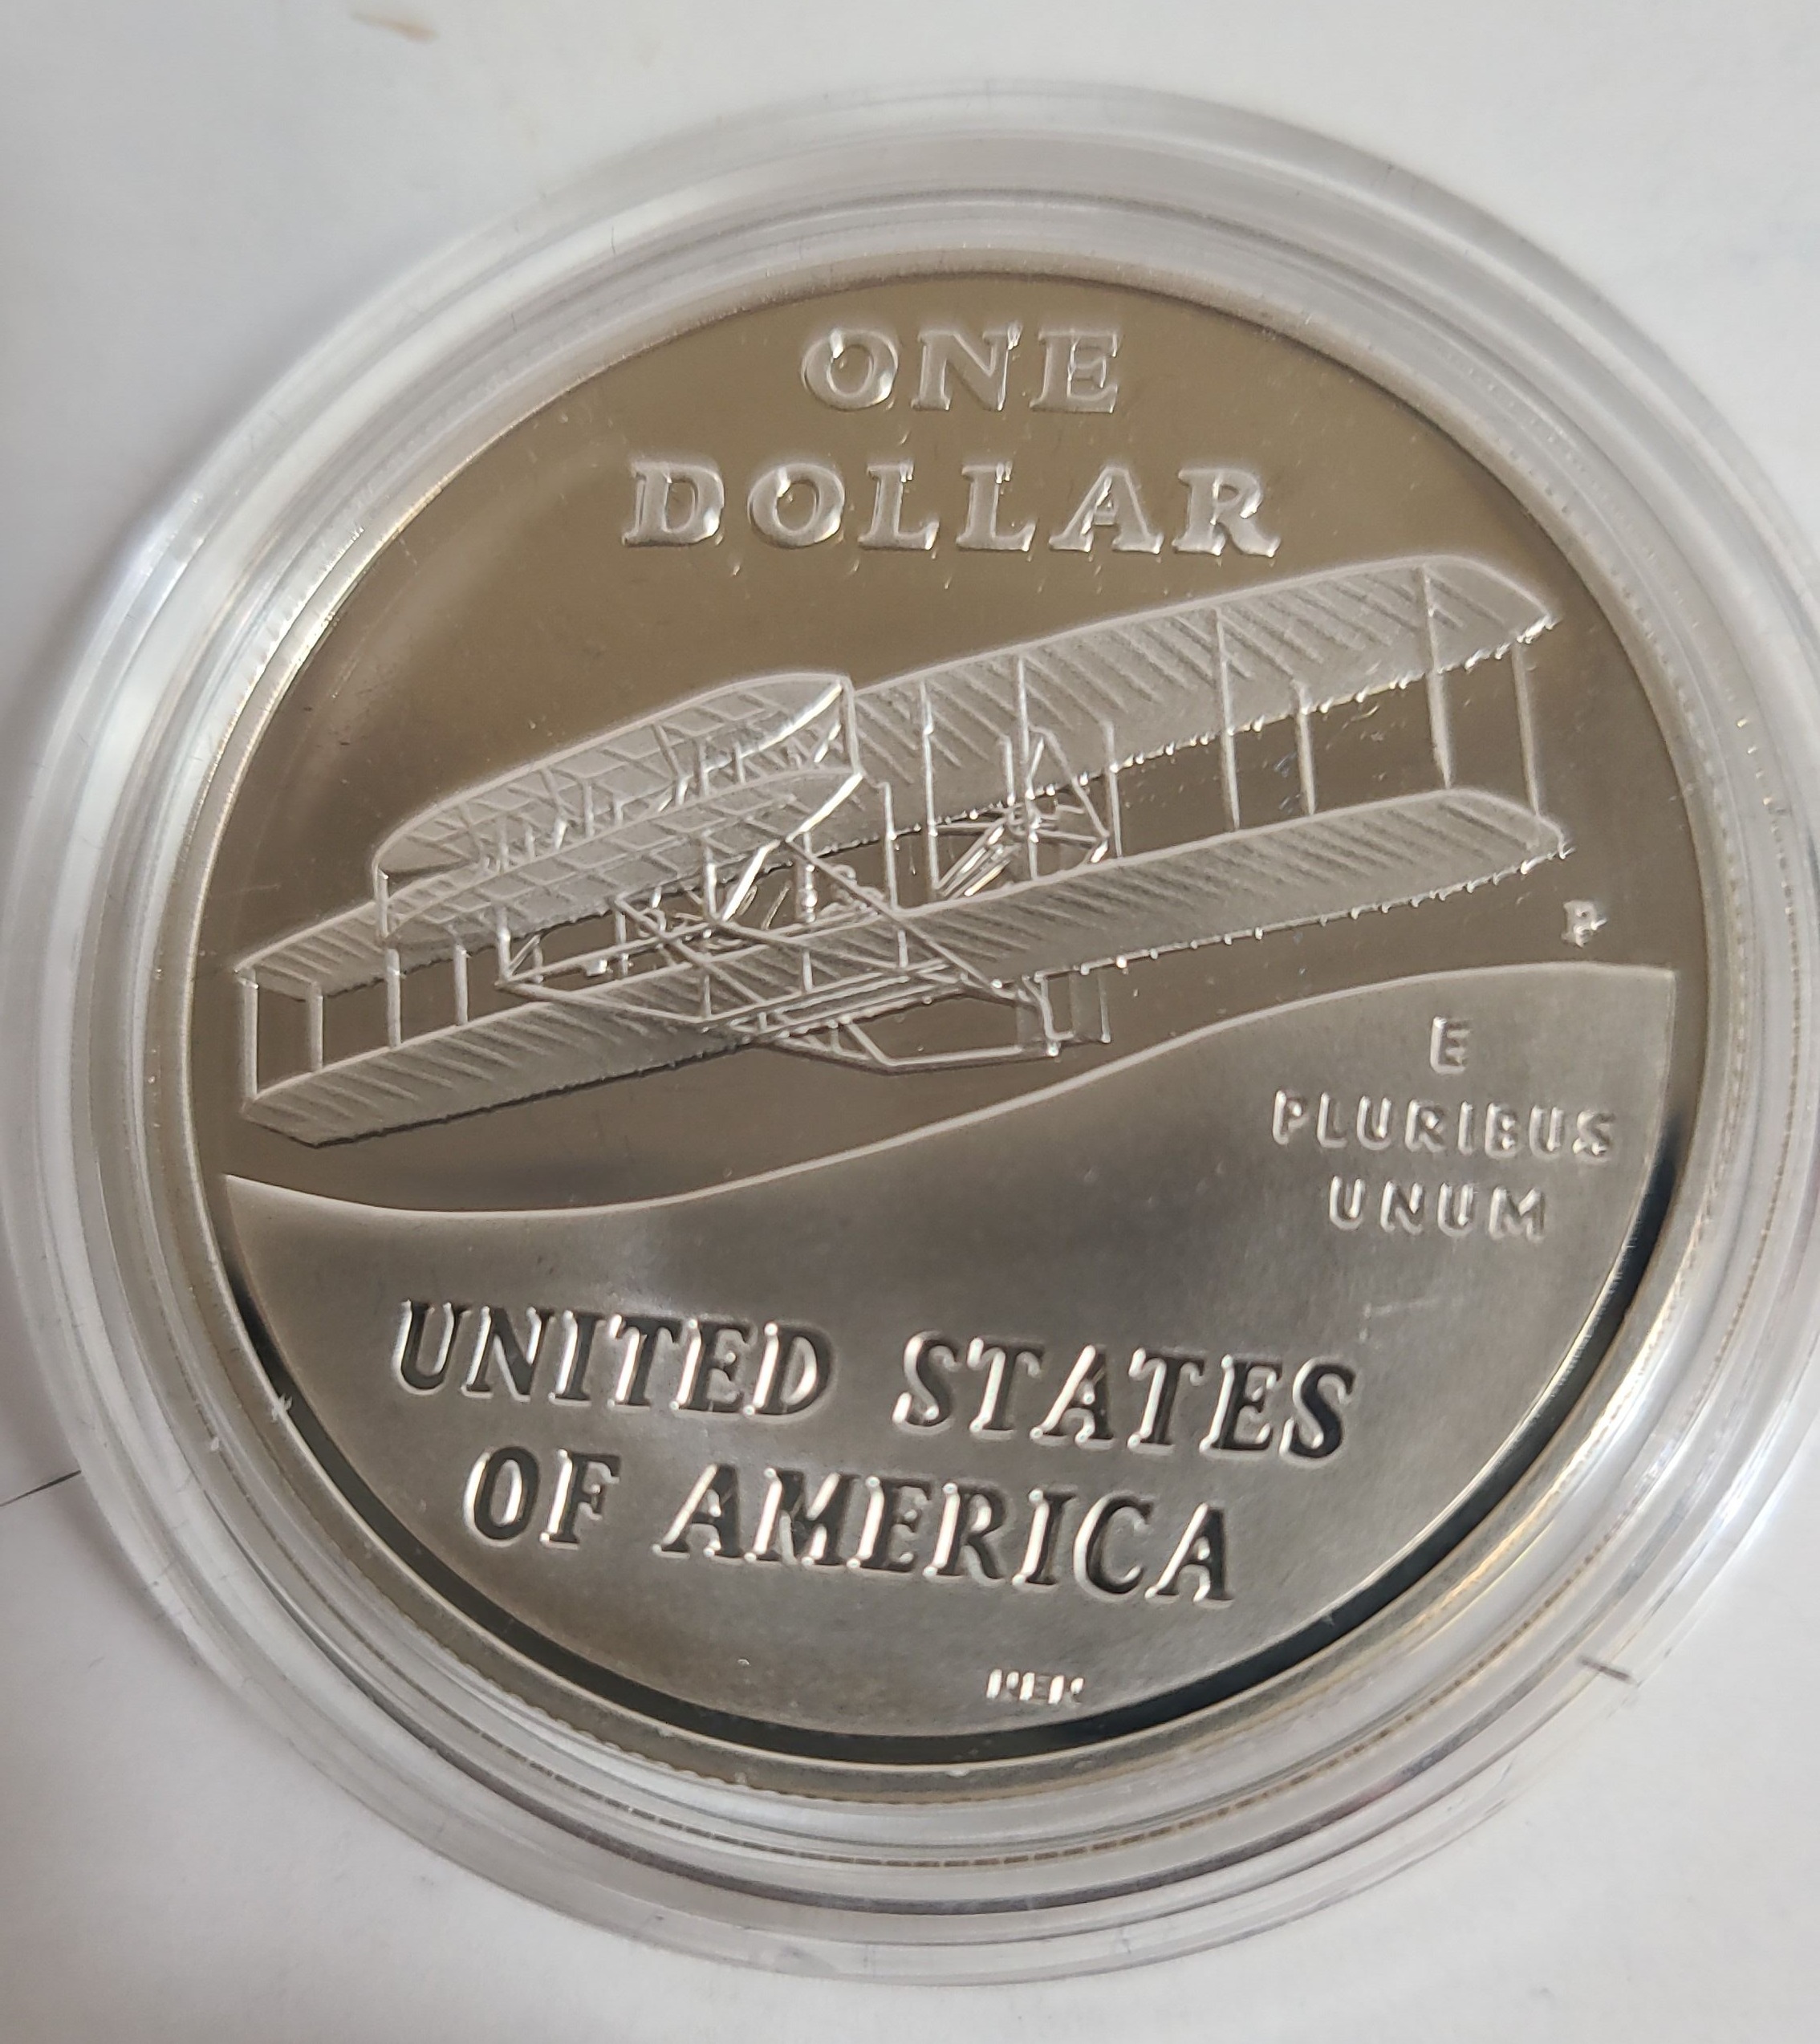 ONE
DOLLAR
P
E
PLURIBUS
UNUM
UNITED STATES
OF AMERICA